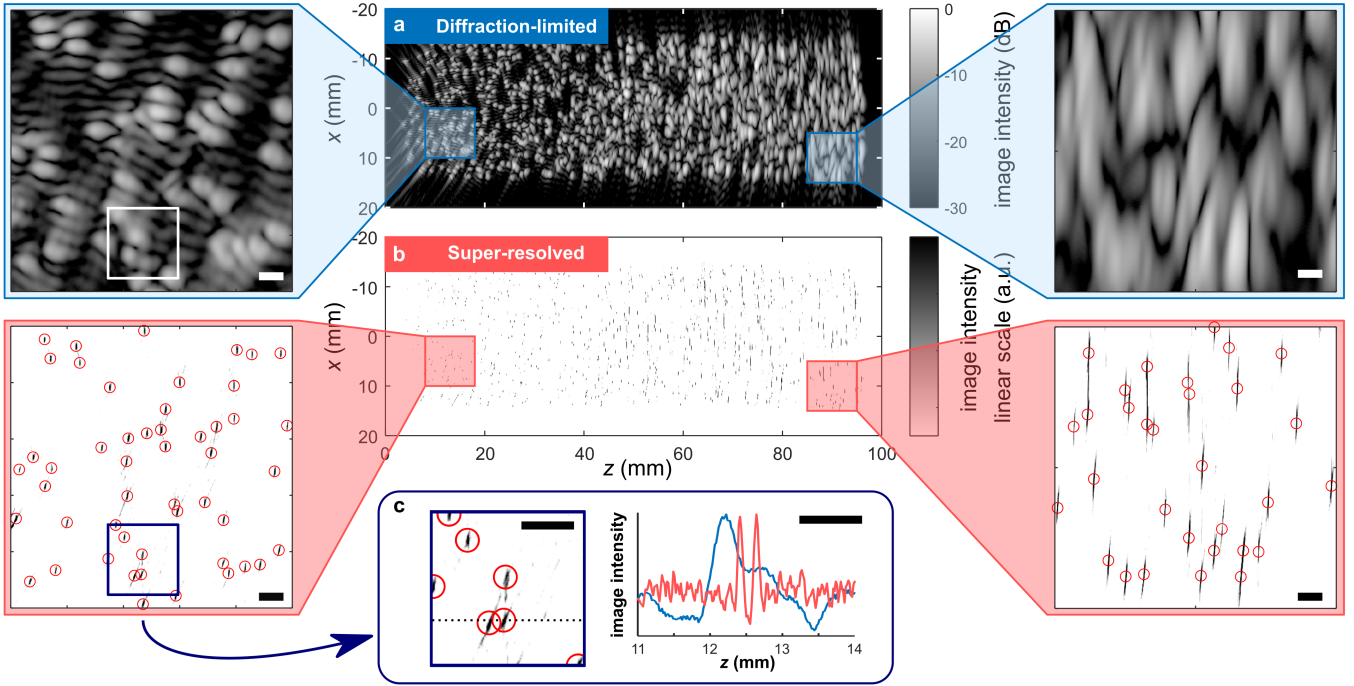 a Diffraction-limited
-20
-10
0
10
20
x (mm)
0
-10
-20
-30
image intensity (dB)
b Super-resolved
-20
-10
0
10
20
x (mm)
0 20 40 60 80 100
z (mm)
image intensity
linear scale (a.u.)
c
image intensity
11 12 13 14
z (mm)